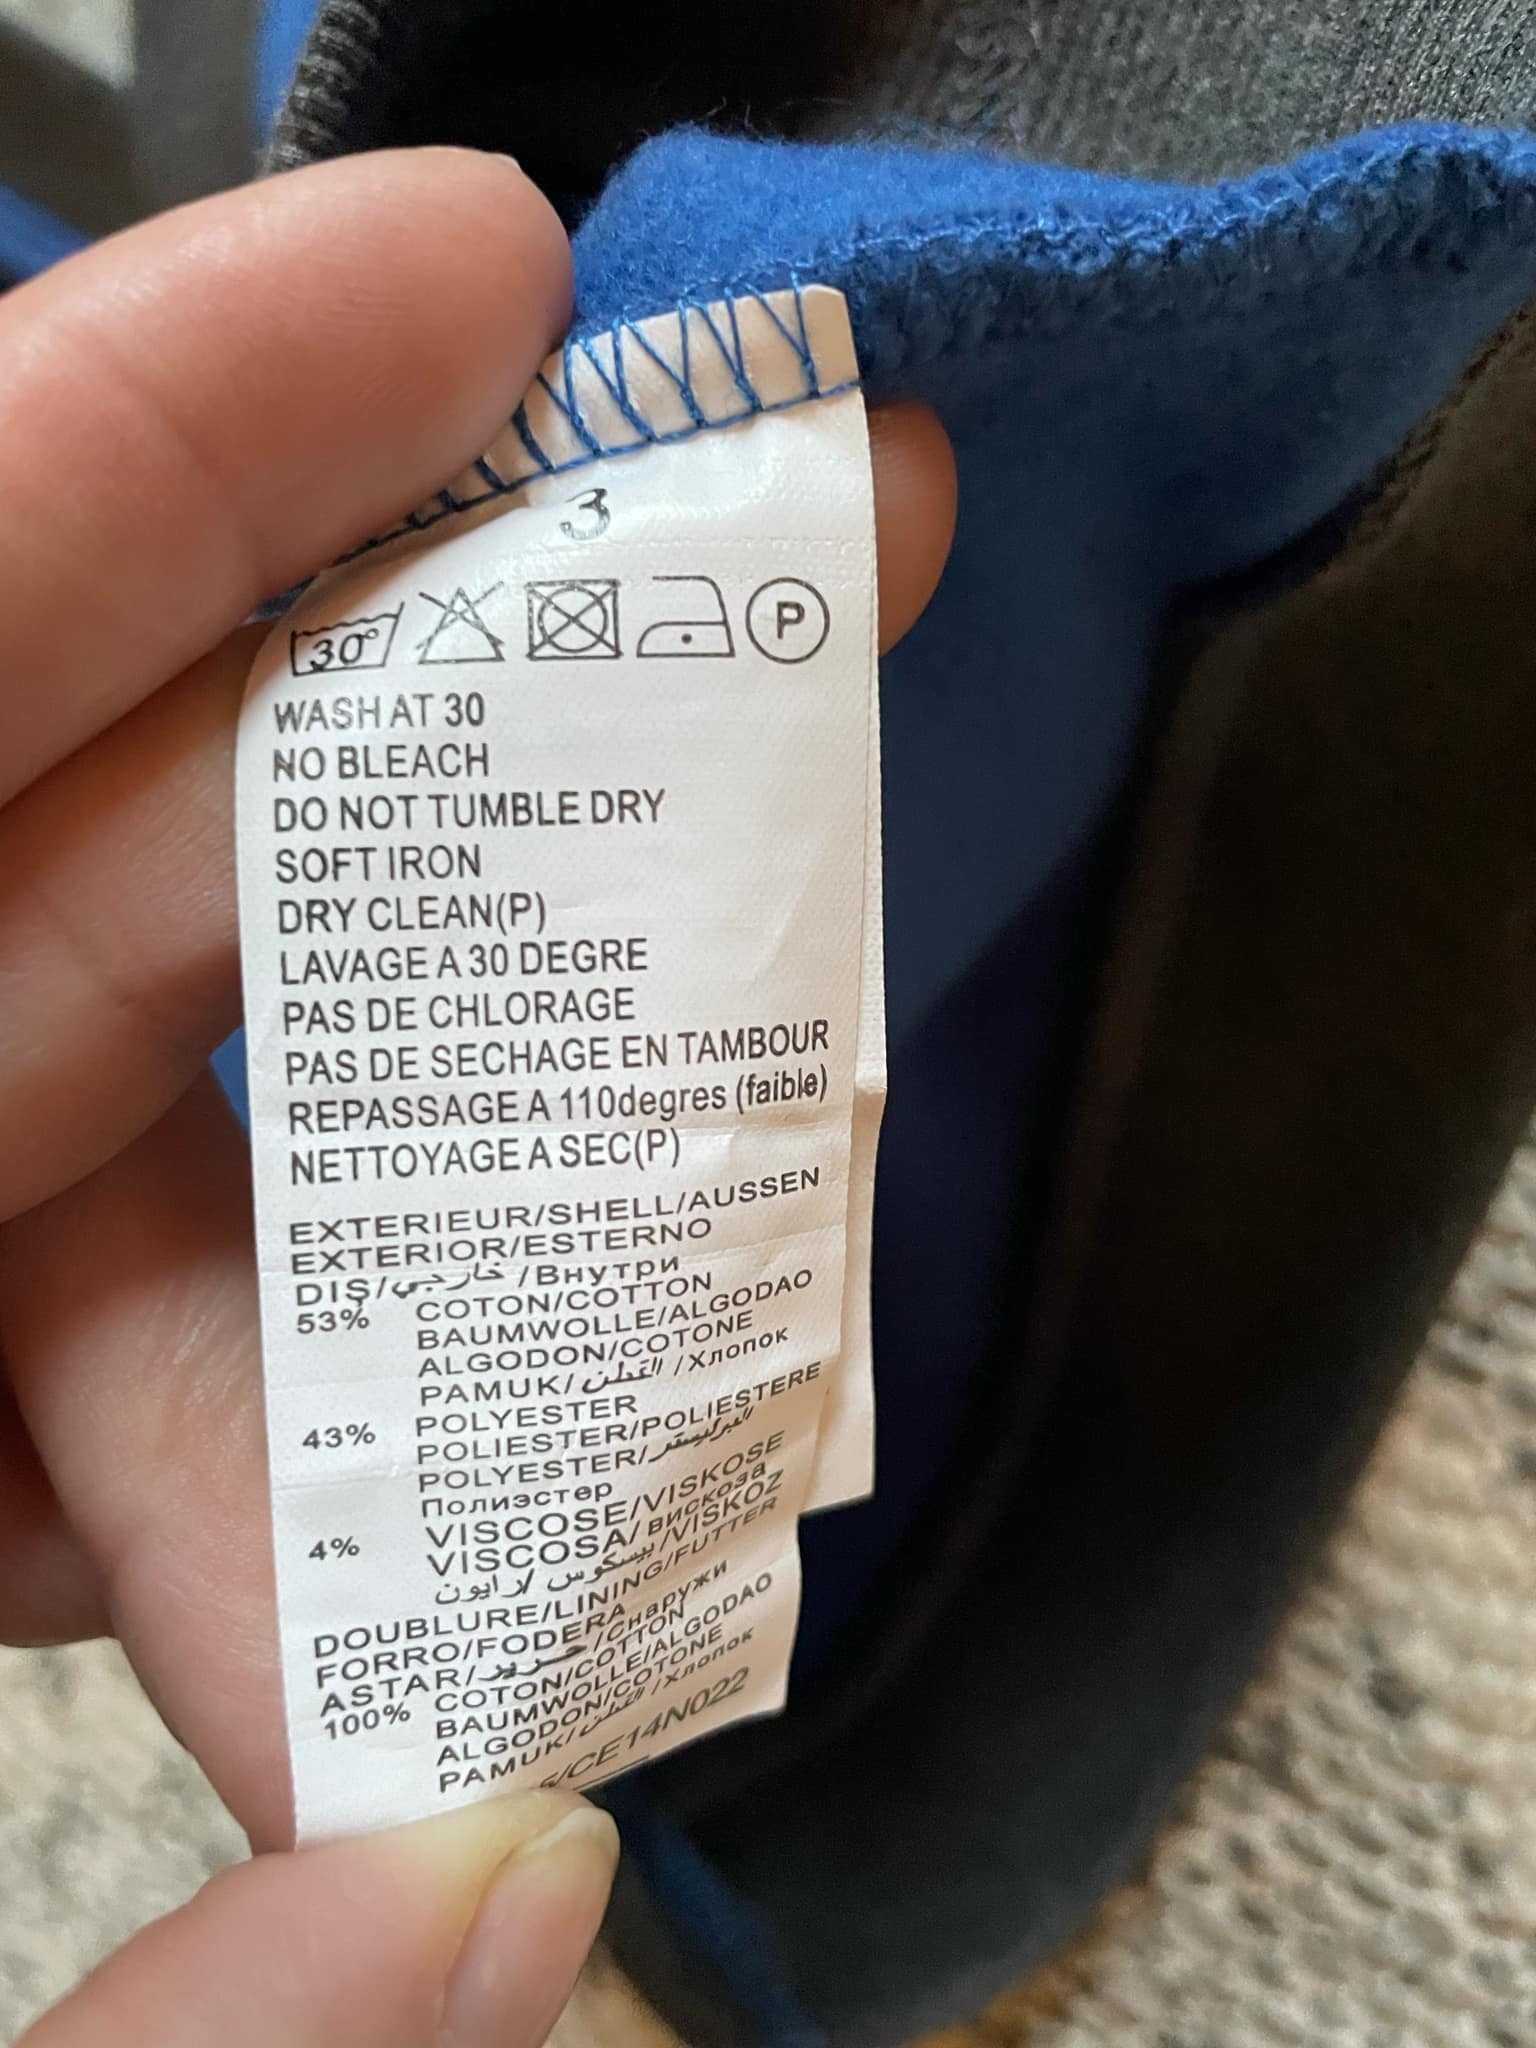 3
30° P
WASH AT 30
NO BLEACH
DO NOT TUMBLE DRY
SOFT IRON
DRY CLEAN(P)
LAVAGE A 30 DEGRE
PAS DE CHLORAGE
PAS DE SECHAGE EN TAMBOUR
REPASSAGE A 110degres (faible)
NETTOYAGE A SEC(P)
EXTERIEUR/SHELL/AUSSEN
EXTERIOR/ESTERNO
DIŞ/خارجي/Внутри
53% COTON/COTTON
BAUMWOLLE/ALGODAO
ALGODON/COTONE
PAMUK/القطن/Хлопок
43% POLYESTER
POLIESTER/POLIESTERE
POLYESTER/
Полиэстер
4% VISCOSE/VISKOSE
VISCOSA/вискоза
بيسكوس/رايون/VISKOZ
DOUBLURE/LINING/FUTTER
FORRO/FODERA
ASTAR/حرير/Снаружи
100% COTON/COTTON
BAUMWOLLE/ALGODAO
ALGODON/COTONE
PAMUK/القطن/Хлопок
/CE14N022